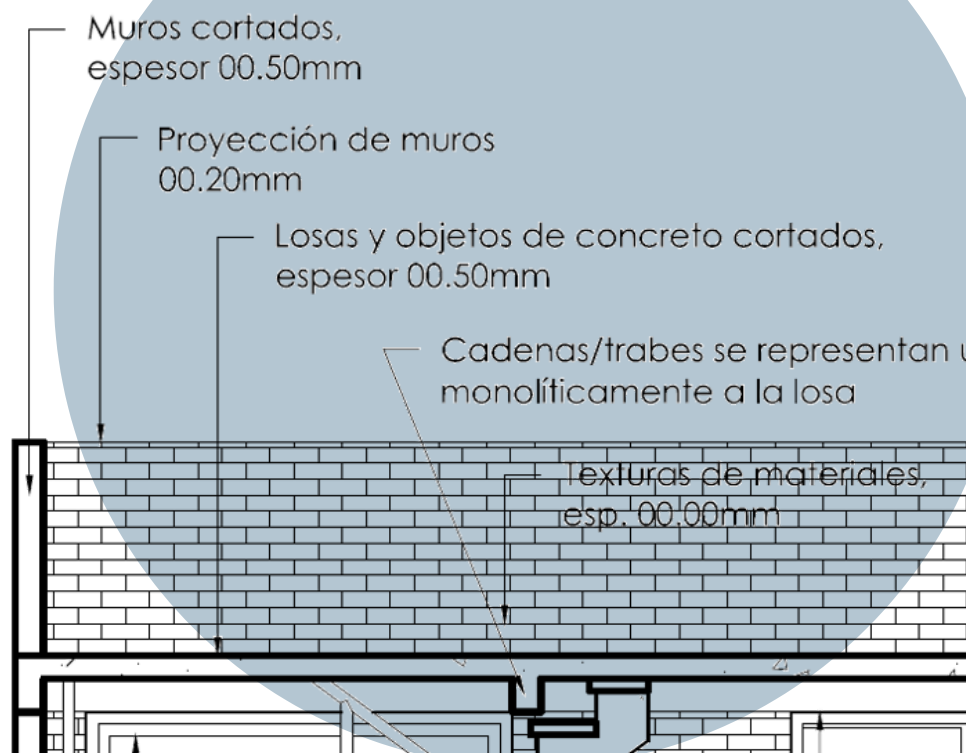 Muros cortados,
espesor 00.50mm
Proyección de muros
00.20mm
Losas y objetos de concreto cortados,
espesor 00.50mm
Cadenas/trabes se representan
monolíticamente a la losa
Texturas de materiales,
esp. 00.00mm